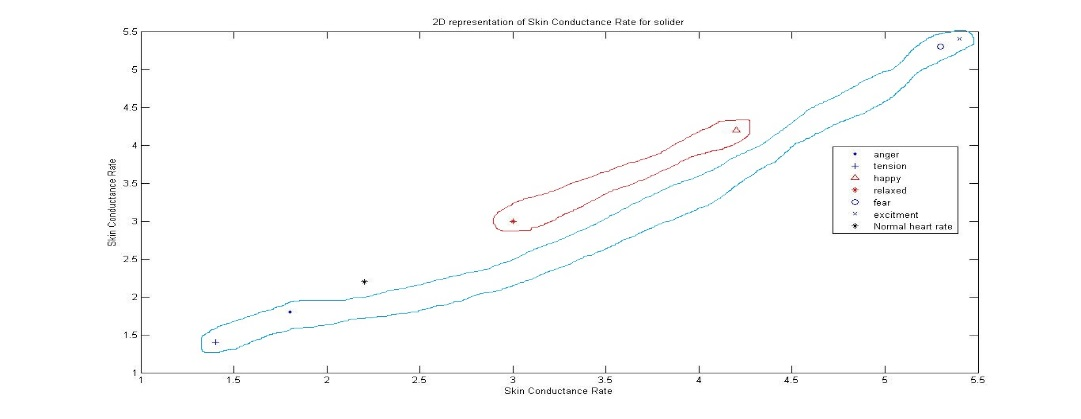 2D representation of Skin Conductance Rate for solider
5.5
5
4.5
4
3.5
3
2.5
2
1.5
1
Skin Conductance Rate
1
1.5
2
2.5
3
3.5
4
4.5
5
5.5
Skin Conductance Rate
anger
tension
happy
relaxed
fear
excitment
Normal heart rate